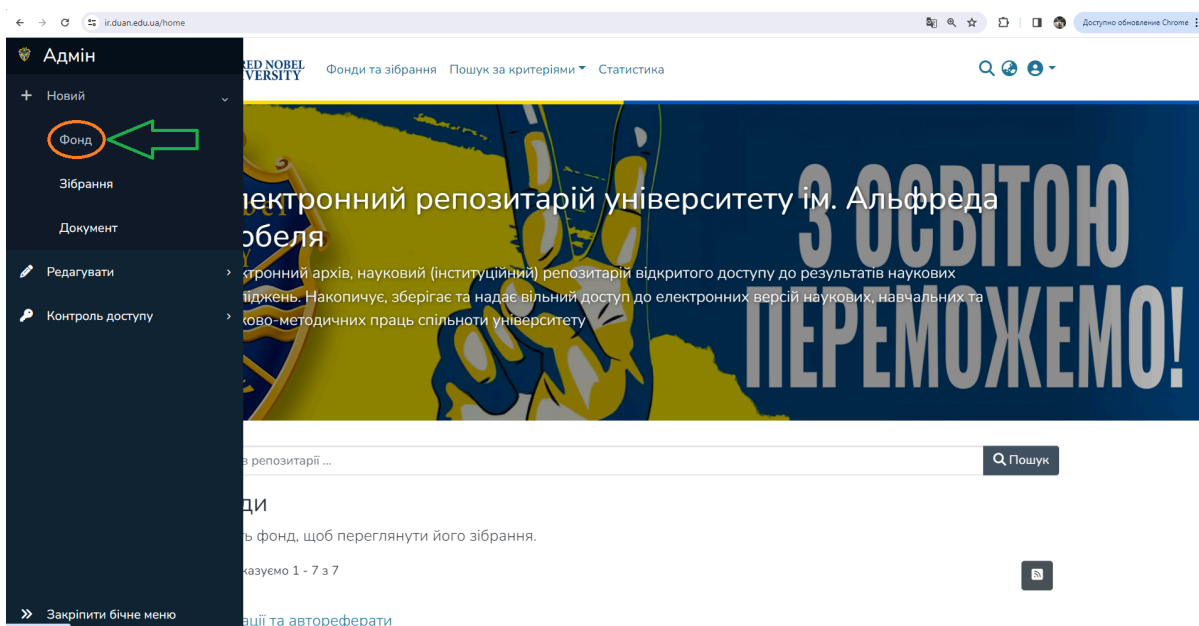 ir.duan.edu.ua/home
Доступно обновление Chrome
Адмін
RED NOBEL
VERSITY
Фонди та зібрання Пошук за критеріями Статистика
Новий
Фонд
Зібрання
Документ
Редагувати
Контроль доступу
Закріпити бічне меню
лектронний репозитарій університету ім. Альфреда
обеля
ктронний архів, науковий (інституційний) репозитарій відкритого доступу до результатів наукових
ліджень. Накопичує, зберігає та надає вільний доступ до електронних версій наукових, навчальних та
ково-методичних праць спільноти університету
З ОСВІТОЮ
ПЕРЕМОЖЕМО!
в репозитарії ...
Пошук
ди
ь фонд, щоб переглянути його зібрання.
казуємо 1 - 7 з 7
ації та автореферати